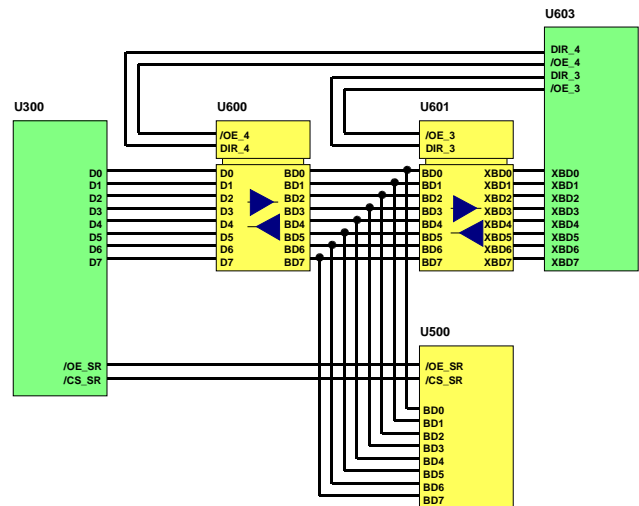 U603
DIR_4
/OE_4
DIR_3
/OE_3
U300
U600
U601
/OE_4
DIR_4
/OE_3
DIR_3
D0 D0 BD0 BD0 XBD0 XBD0
D1 D1 BD1 BD1 XBD1 XBD1
D2 D2 BD2 BD2 XBD2 XBD2
D3 D3 BD3 BD3 XBD3 XBD3
D4 D4 BD4 BD4 XBD4 XBD4
D5 D5 BD5 BD5 XBD5 XBD5
D6 D6 BD6 BD6 XBD6 XBD6
D7 D7 BD7 BD7 XBD7 XBD7
U500
/OE_SR /OE_SR
/CS_SR /CS_SR
BD0
BD1
BD2
BD3
BD4
BD5
BD6
BD7